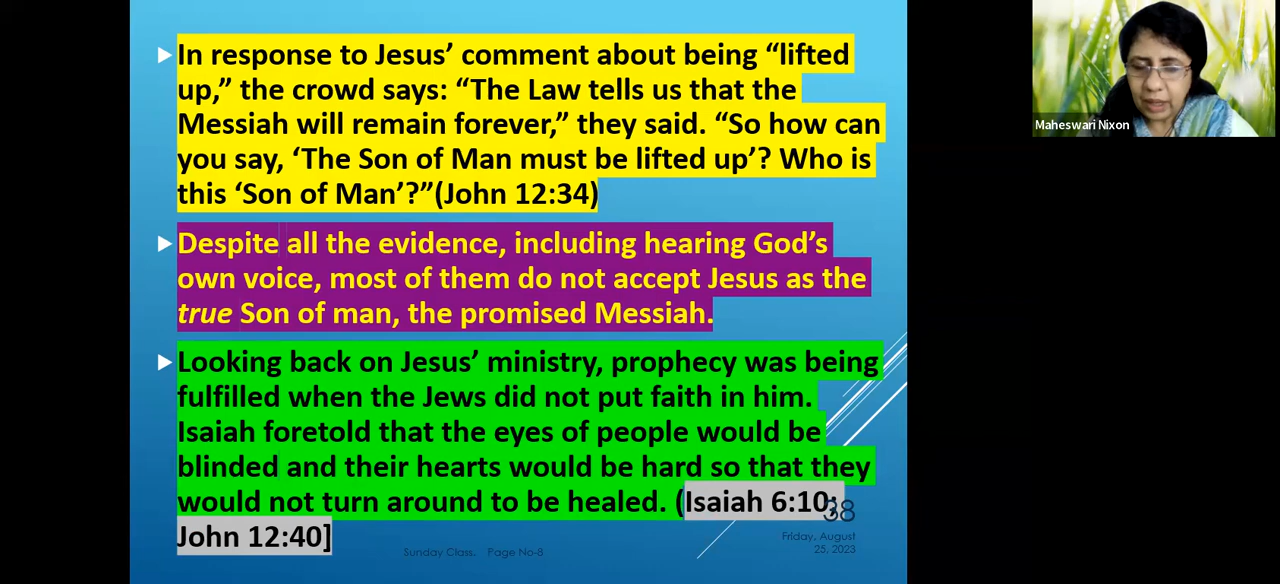 In response to Jesus’ comment about being “lifted
up,” the crowd says: “The Law tells us that the
Messiah will remain forever,” they said. “So how can
you say, ‘The Son of Man must be lifted up’? Who is
this ‘Son of Man’?”(John 12:34)
Despite all the evidence, including hearing God’s
own voice, most of them do not accept Jesus as the
true Son of man, the promised Messiah.
Looking back on Jesus’ ministry, prophecy was being
fulfilled when the Jews did not put faith in him.
Isaiah foretold that the eyes of people would be
blinded and their hearts would be hard so that they
would not turn around to be healed. (Isaiah 6:10;
John 12:40]
38
Friday, August
25, 2023
Sunday Class. Page No-8
Maheswari Nixon